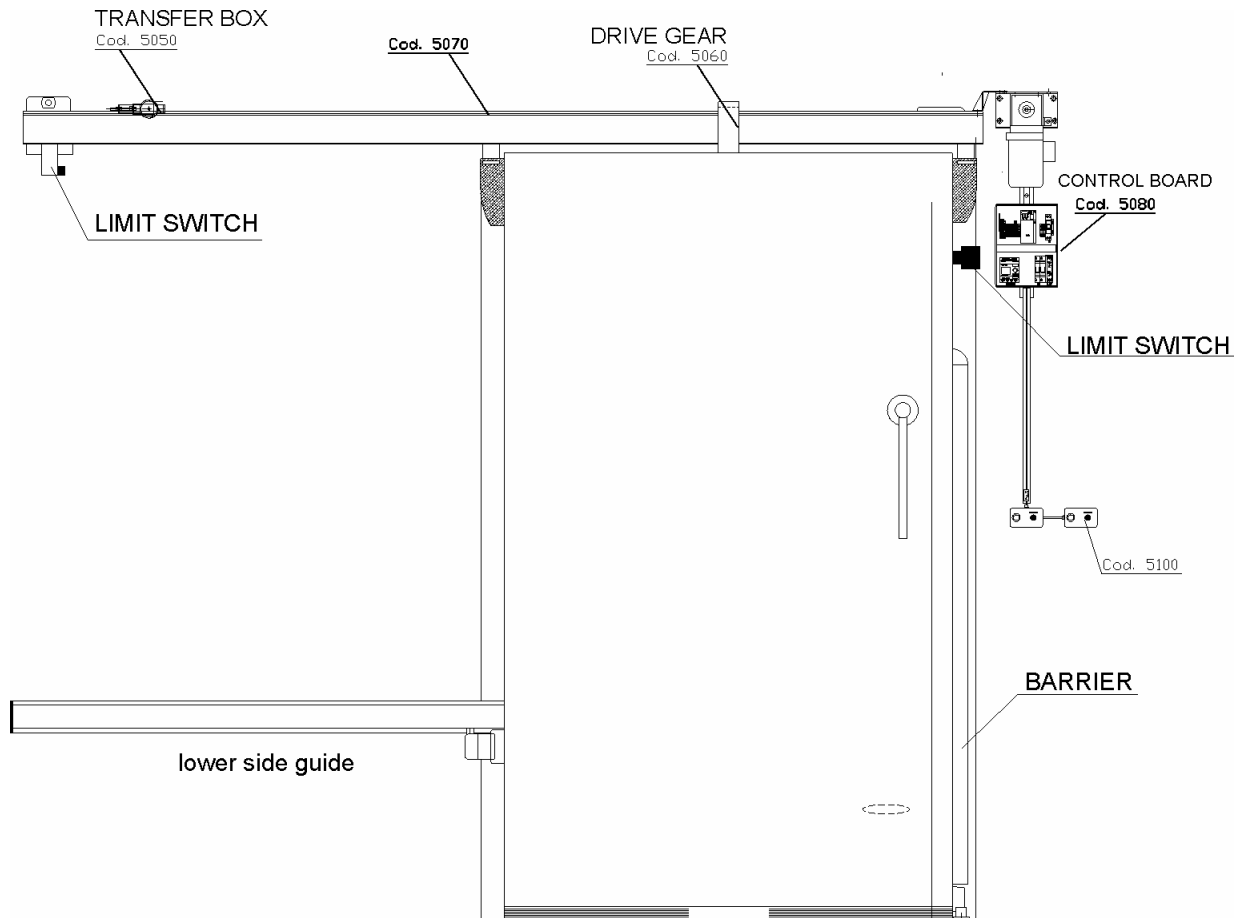 TRANSFER BOX
Cod. 5050
Cod. 5070
DRIVE GEAR
Cod. 5060
LIMIT SWITCH
CONTROL BOARD
Cod. 5080
LIMIT SWITCH
Cod. 5100
BARRIER
lower side guide